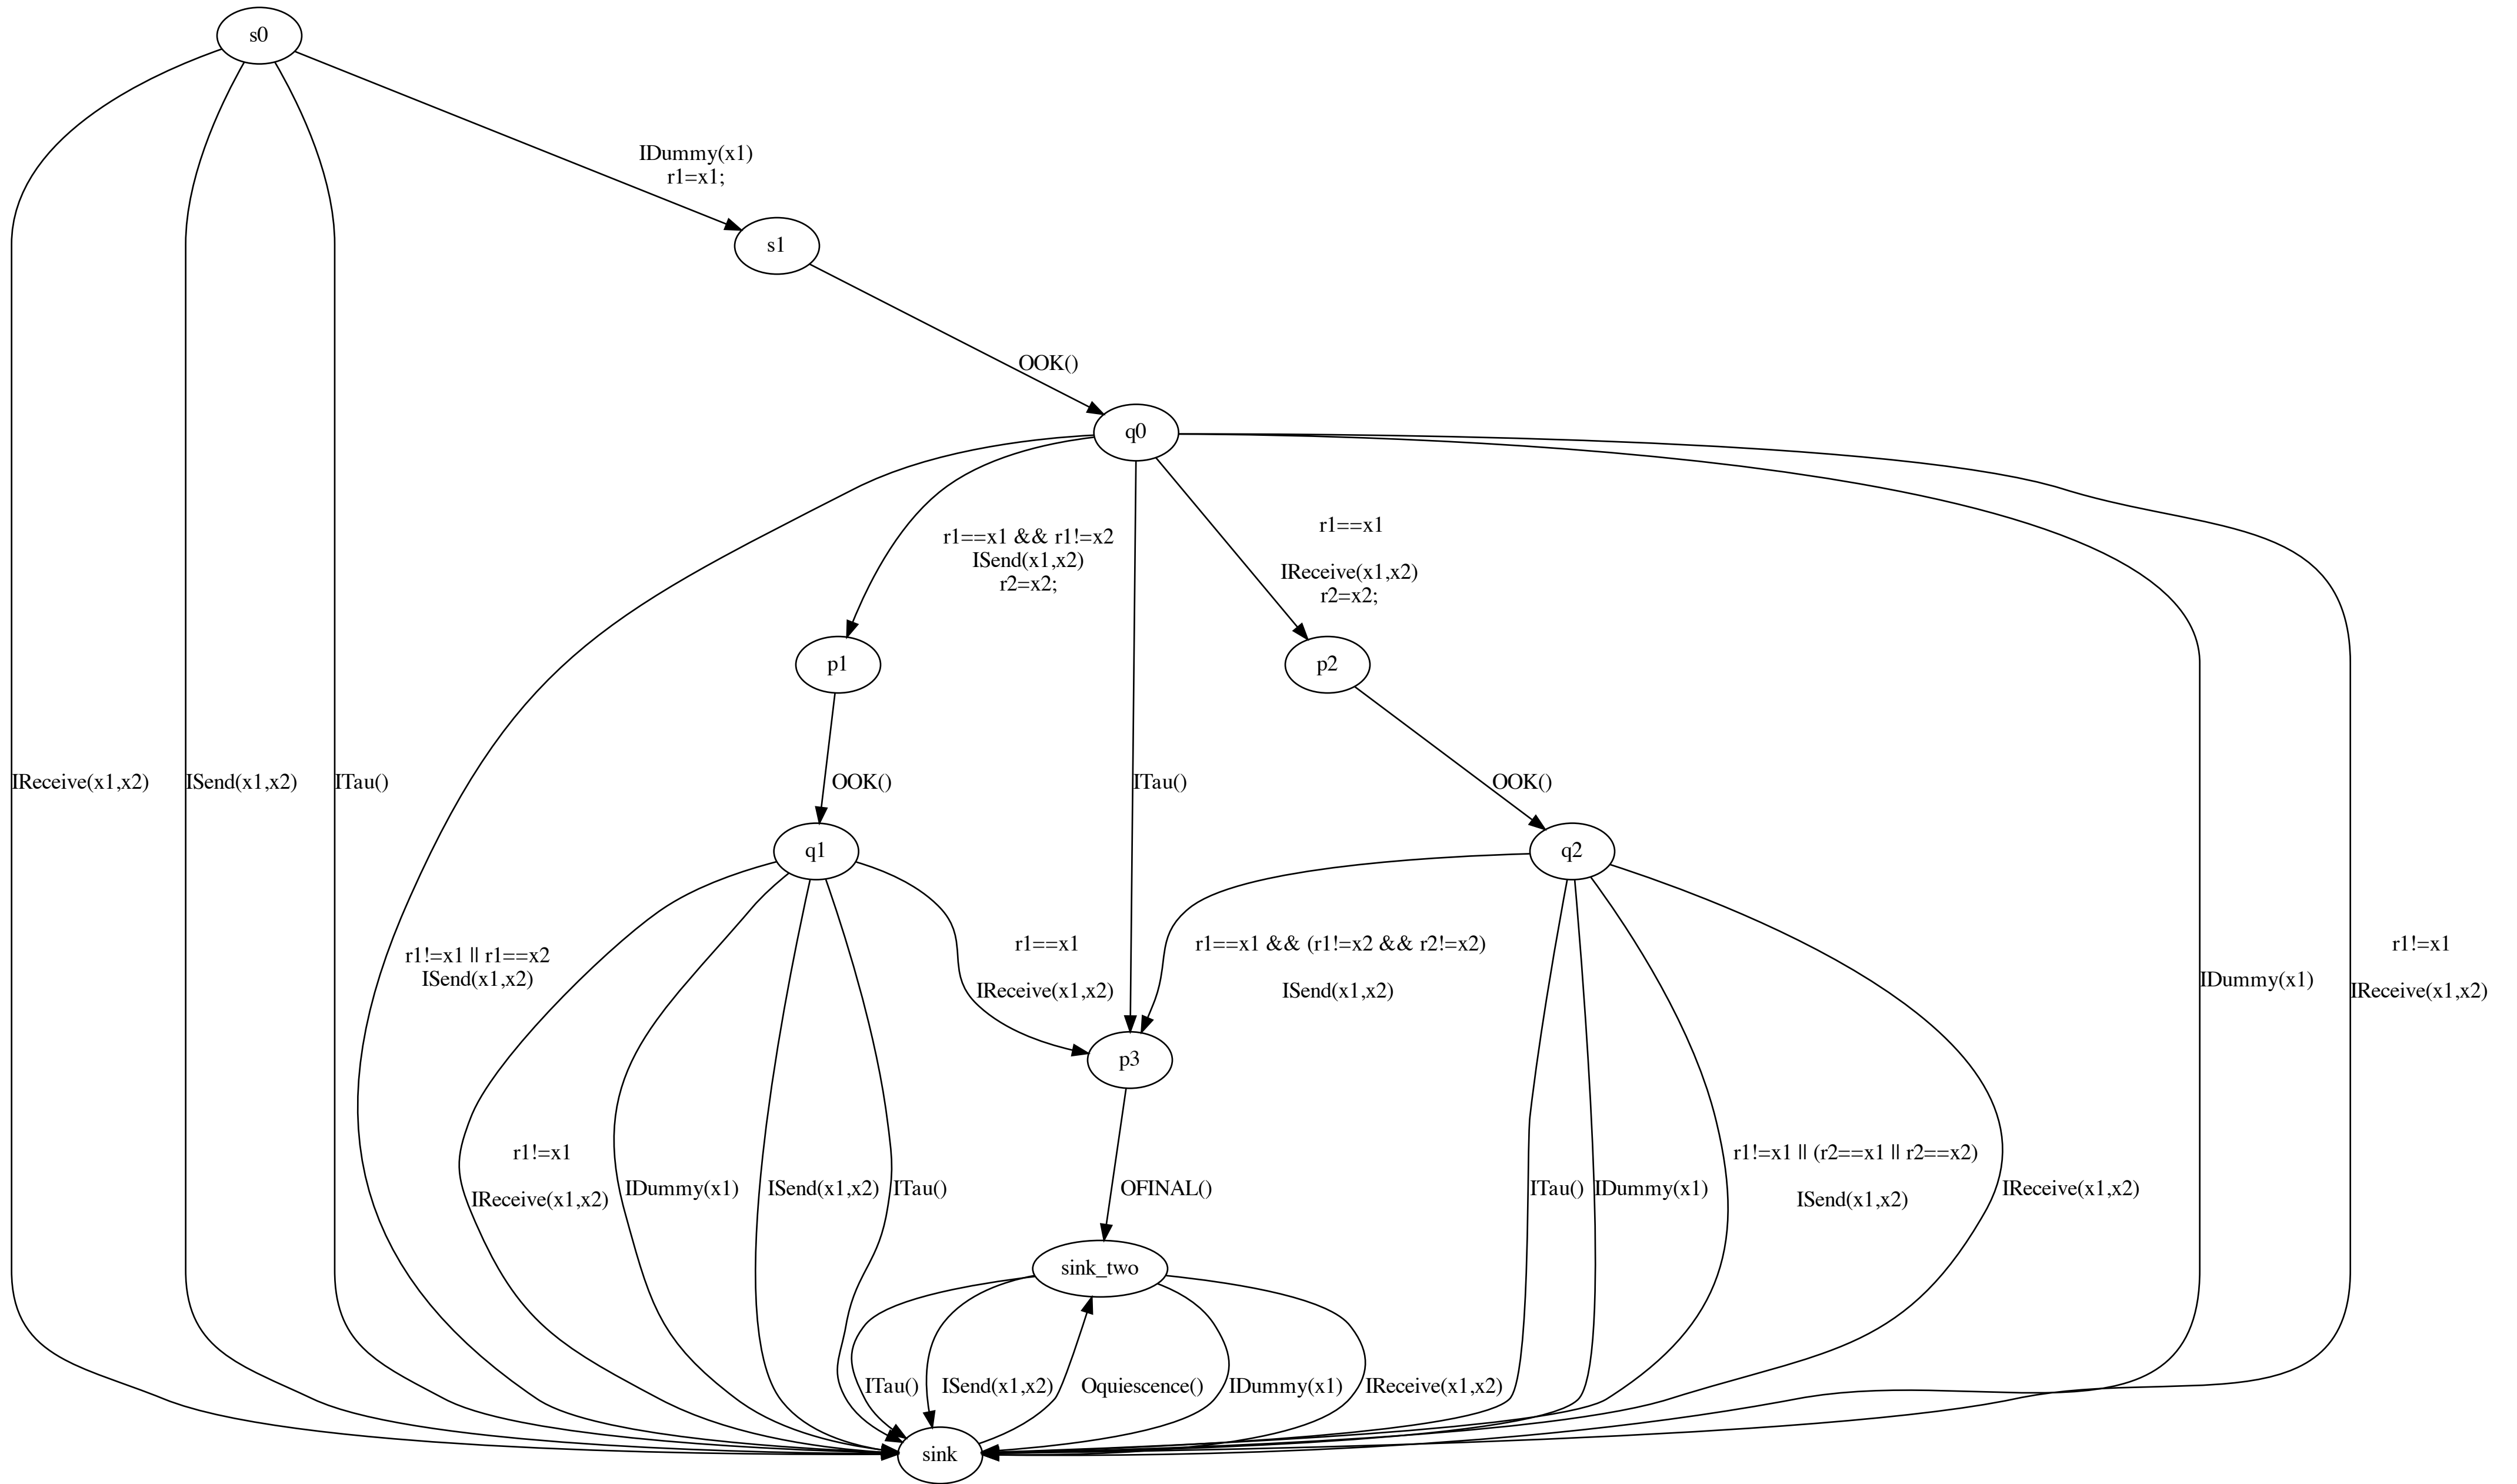 s0
IDummy(x1)
r1=x1;
s1
OOK()
q0
r1==x1 && r1!=x2
ISend(x1,x2)
r2=x2;
r1==x1
IReceive(x1,x2)
r2=x2;
p1
p2
IReceive(x1,x2)
ISend(x1,x2)
ITau()
OOK()
ITau()
OOK()
q1
q2
r1!=x1 || r1==x2
ISend(x1,x2)
r1==x1
IReceive(x1,x2)
r1==x1 && (r1!=x2 && r2!=x2)
ISend(x1,x2)
IDummy(x1)
r1!=x1
IReceive(x1,x2)
p3
r1!=x1
IReceive(x1,x2)
IDummy(x1)
ISend(x1,x2)
ITau()
OFINAL()
ITau()
IDummy(x1)
r1!=x1 || (r2==x1 || r2==x2)
ISend(x1,x2)
IReceive(x1,x2)
sink_two
ITau()
ISend(x1,x2)
Oquiescence()
IDummy(x1)
IReceive(x1,x2)
sink